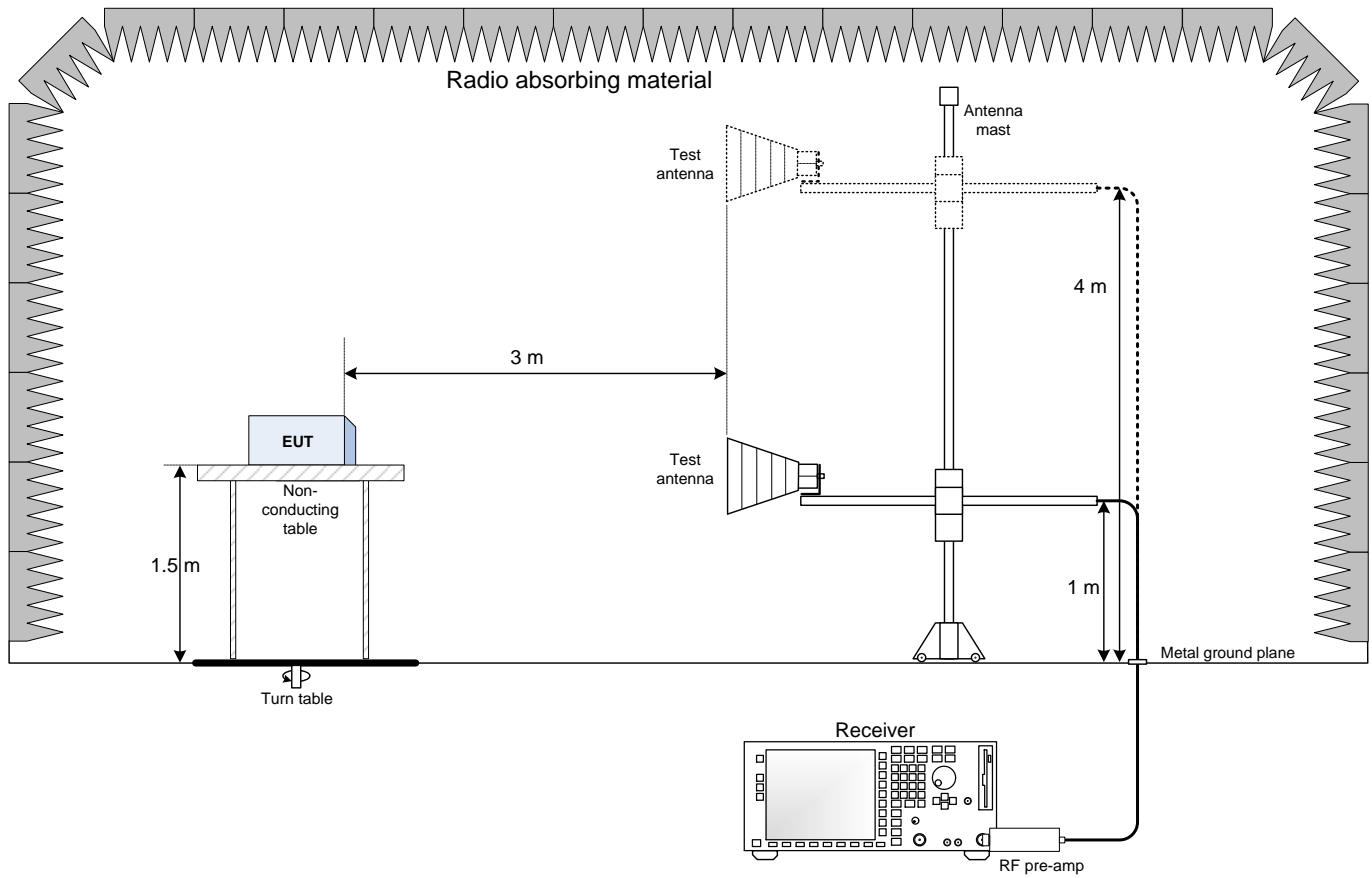 Radio absorbing material
Antenna
mast
Test
antenna
4 m
3 m
EUT
Test
antenna
Non-
conducting
table
1.5 m
1 m
Metal ground plane
Turn table
Receiver
RF pre-amp